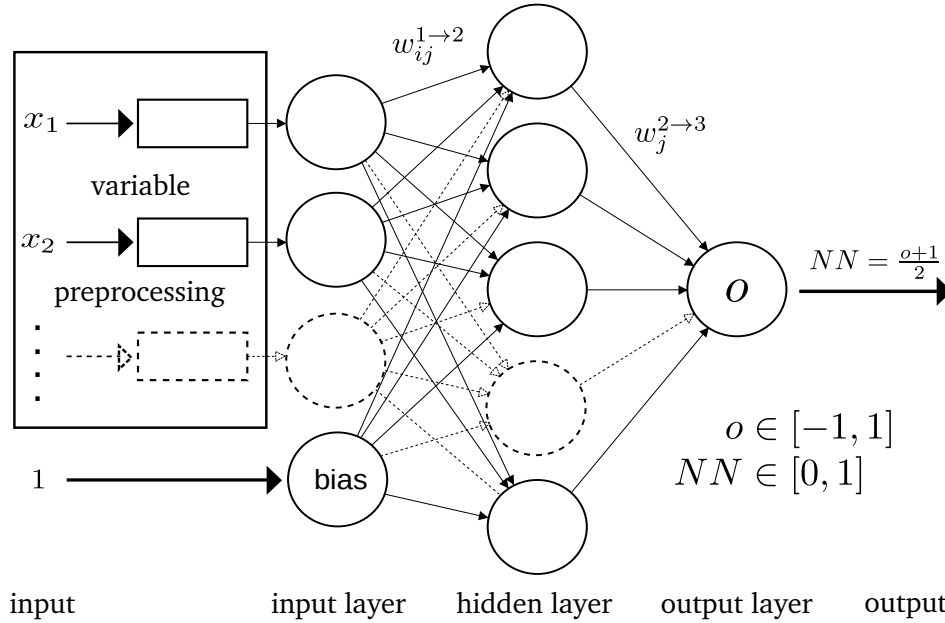 w_{ij}^{1→2}
x_1
w_j^{2→3}
variable
x_2
NN = \frac{o+1}{2}
preprocessing
o
o ∈ [−1, 1]
NN ∈ [0, 1]
1
bias
input
input layer
hidden layer
output layer
output